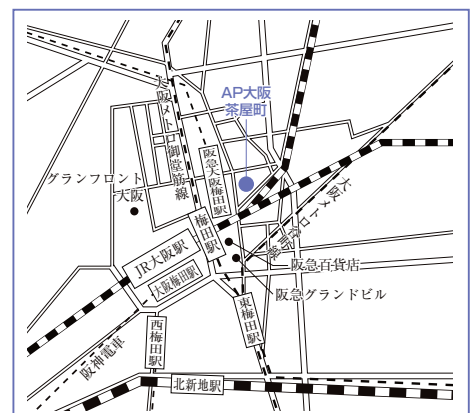 AP大阪
茶屋町
大阪メトロ御堂筋線
阪急大阪梅田駅
グランフロント
大阪
梅田駅
大阪メトロ谷町線
JR大阪駅
大阪梅田駅
阪急百貨店
阪急グランドビル
東梅田駅
西梅田駅
阪神電車
北新地駅